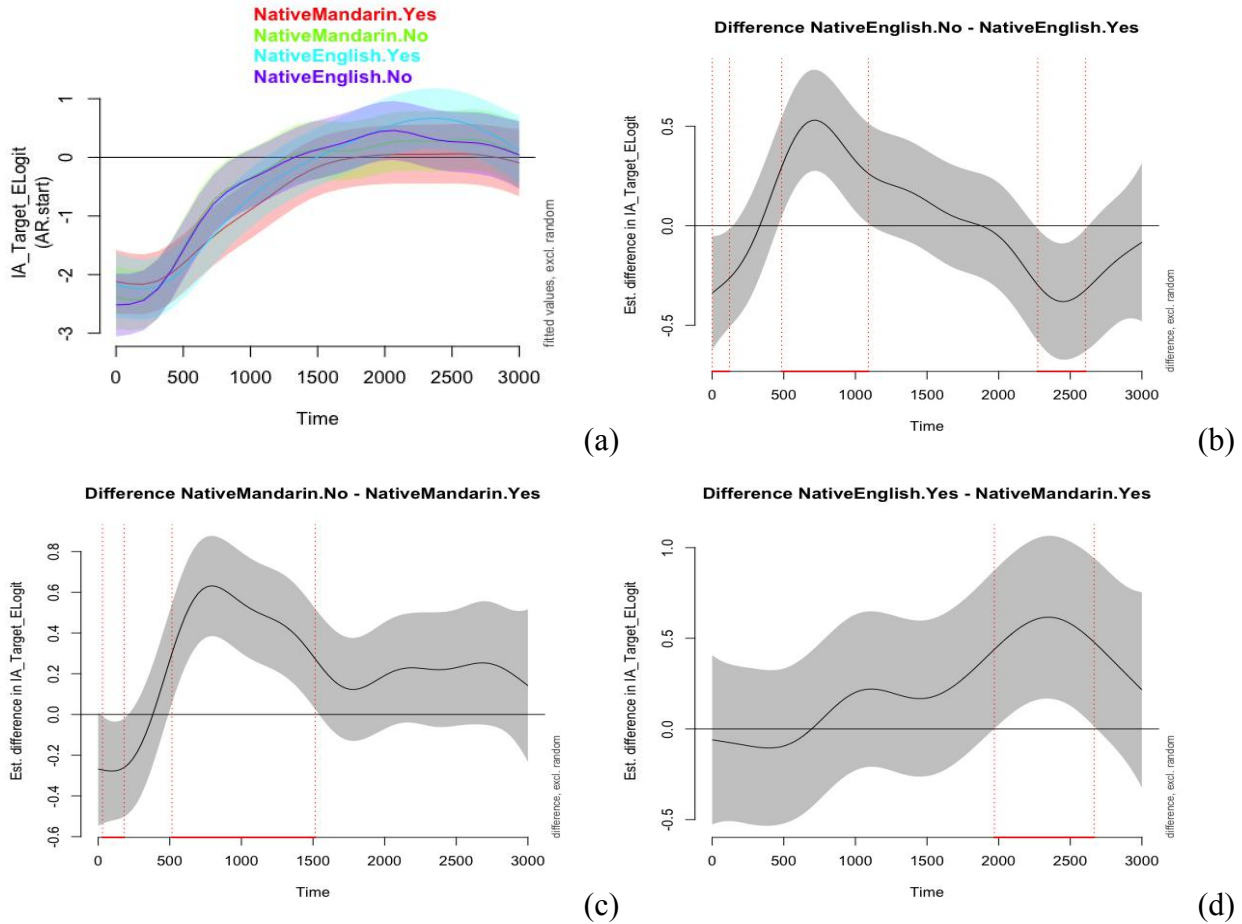 NativeMandarin.Yes
NativeMandarin.No
NativeEnglish.Yes
NativeEnglish.No
IA_Target_ELogit
(AR.start)
1
0
-1
-2
-3
0 500 1000 1500 2000 2500 3000
Time
fitted values, excl. random
(a)
Difference NativeEnglish.No - NativeEnglish.Yes
Est. difference in IA_Target_ELogit
0.5
0.0
-0.5
0 500 1000 1500 2000 2500 3000
Time
difference, excl. random
(b)
Difference NativeMandarin.No - NativeMandarin.Yes
Est. difference in IA_Target_ELogit
0.8
0.6
0.4
0.2
0.0
-0.2
-0.4
-0.6
0 500 1000 1500 2000 2500 3000
Time
difference, excl. random
(c)
Difference NativeEnglish.Yes - NativeMandarin.Yes
Est. difference in IA_Target_ELogit
1.0
0.5
0.0
-0.5
0 500 1000 1500 2000 2500 3000
Time
difference, excl. random
(d)